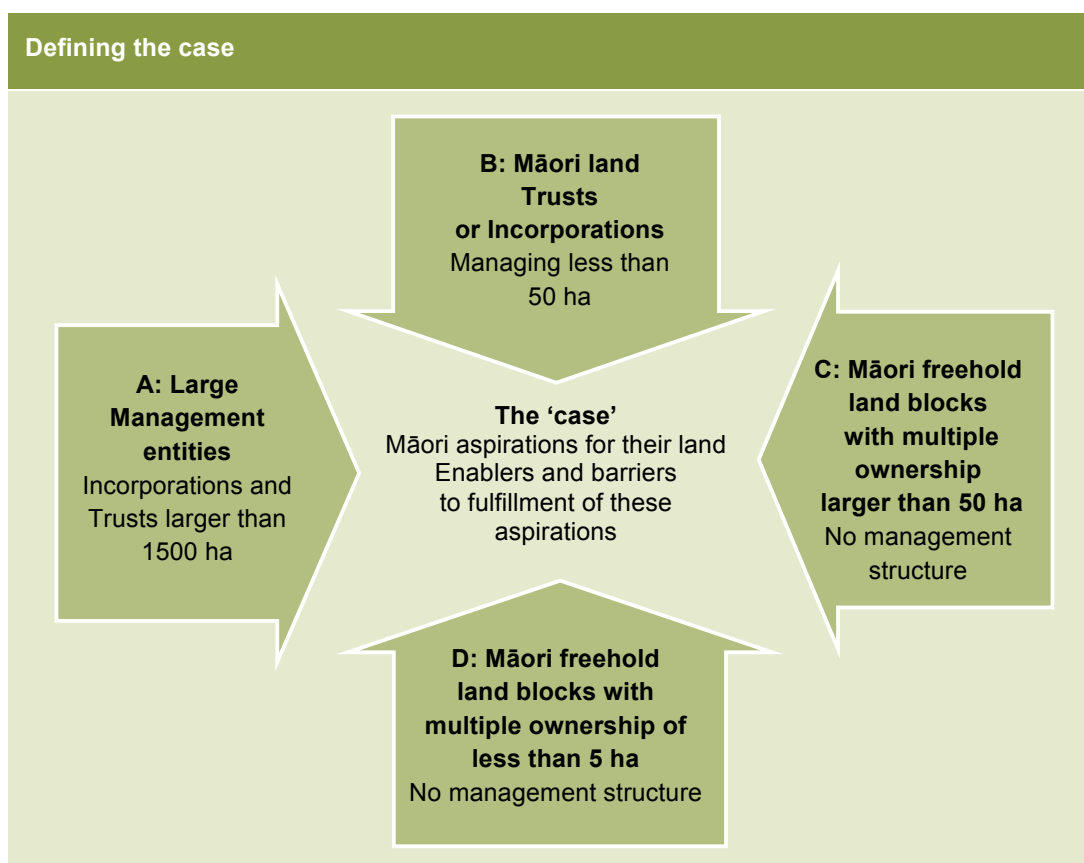 Defining the case
B: Māori land
Trusts
or Incorporations
Managing less than
50 ha
A: Large
Management
entities
Incorporations and
Trusts larger than
1500 ha
The ‘case’
Māori aspirations for their land
Enablers and barriers
to fulfillment of these
aspirations
C: Māori freehold
land blocks
with multiple
ownership
larger than 50 ha
No management
structure
D: Māori freehold
land blocks with
multiple ownership of
less than 5 ha
No management structure